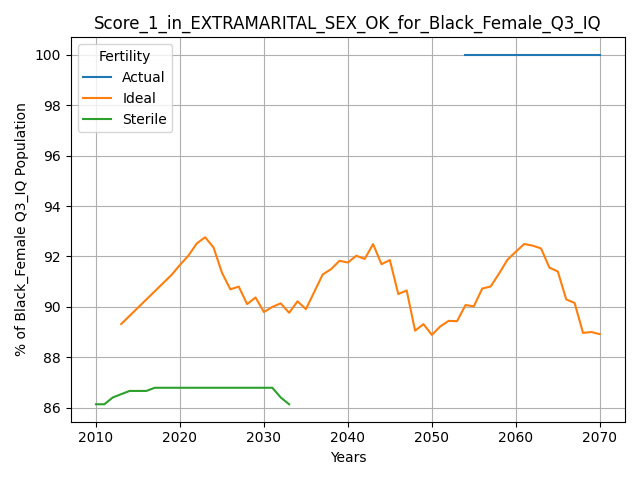 Score_1_in_EXTRAMARITAL_SEX_OK_for_Black_Female_Q3_IQ
Fertility
Actual
Ideal
Sterile
% of Black_Female Q3_IQ Population
100
98
96
94
92
90
88
86
2010 2020 2030 2040 2050 2060 2070
Years